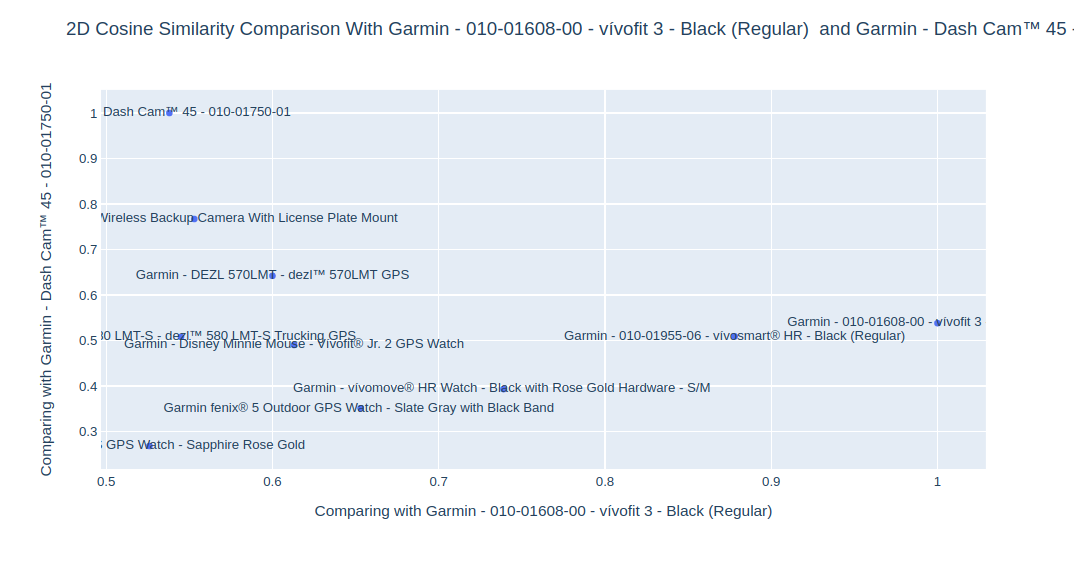 2D Cosine Similarity Comparison With Garmin - 010-01608-00 - vívofit 3 - Black (Regular) and Garmin - Dash Cam™ 45 -
Comparing with Garmin - Dash Cam™ 45 - 010-01750-01
1
0.9
0.8
0.7
0.6
0.5
0.4
0.3
Dash Cam™ 45 - 010-01750-01
Wireless Backup Camera With License Plate Mount
Garmin - DEZL 570LMT - dezl™ 570LMT GPS
Garmin - 010-01608-00 - vívofit 3
80 LMT-S - dezl™ 580 LMT-S Trucking GPS
Garmin - 010-01955-06 - vívosmart® HR - Black (Regular)
Garmin - Disney Minnie Mouse - Vívofit® Jr. 2 GPS Watch
Garmin - vívomove® HR Watch - Black with Rose Gold Hardware - S/M
Garmin fenix® 5 Outdoor GPS Watch - Slate Gray with Black Band
GPS Watch - Sapphire Rose Gold
0.5
0.6
0.7
0.8
0.9
1
Comparing with Garmin - 010-01608-00 - vívofit 3 - Black (Regular)